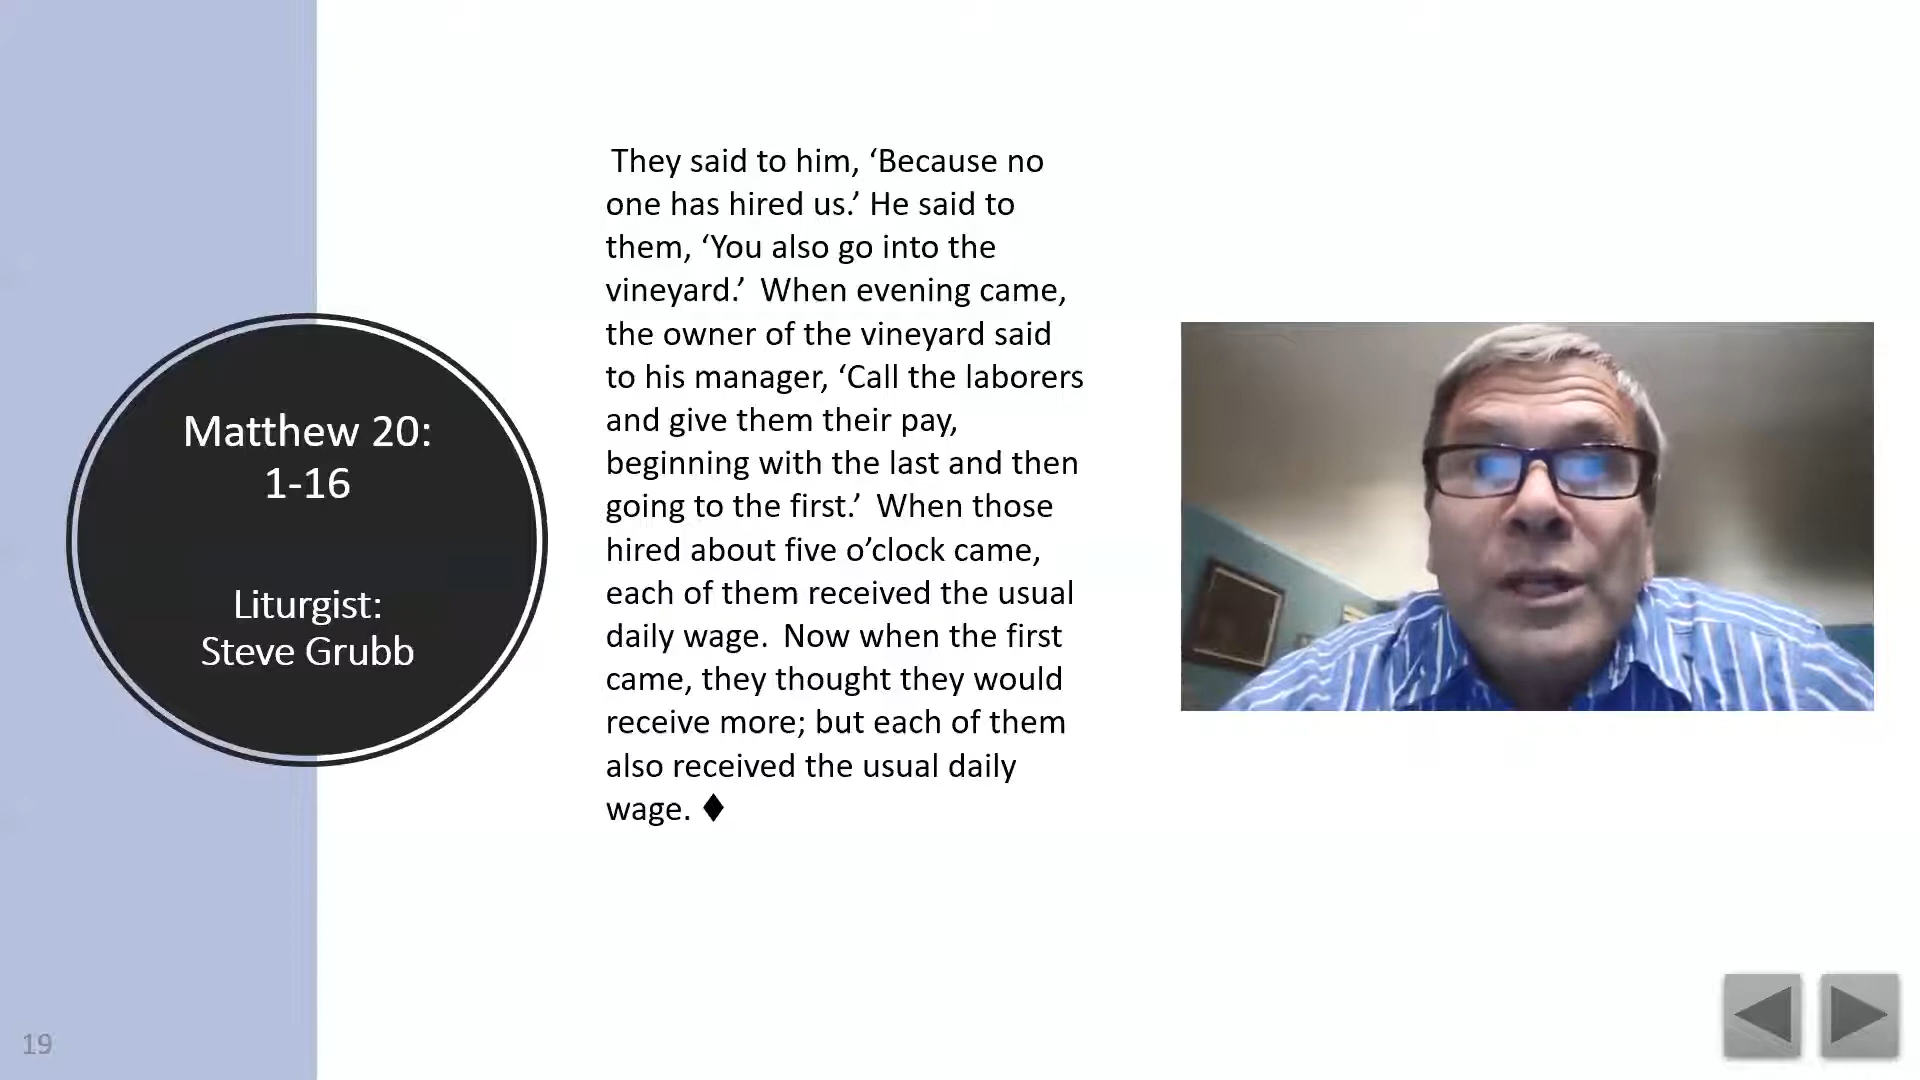 Matthew 20:
1-16
Liturgist:
Steve Grubb
They said to him, ‘Because no
one has hired us.’ He said to
them, ‘You also go into the
vineyard.’  When evening came,
the owner of the vineyard said
to his manager, ‘Call the laborers
and give them their pay,
beginning with the last and then
going to the first.’  When those
hired about five o’clock came,
each of them received the usual
daily wage.  Now when the first
came, they thought they would
receive more; but each of them
also received the usual daily
wage. ♦
19